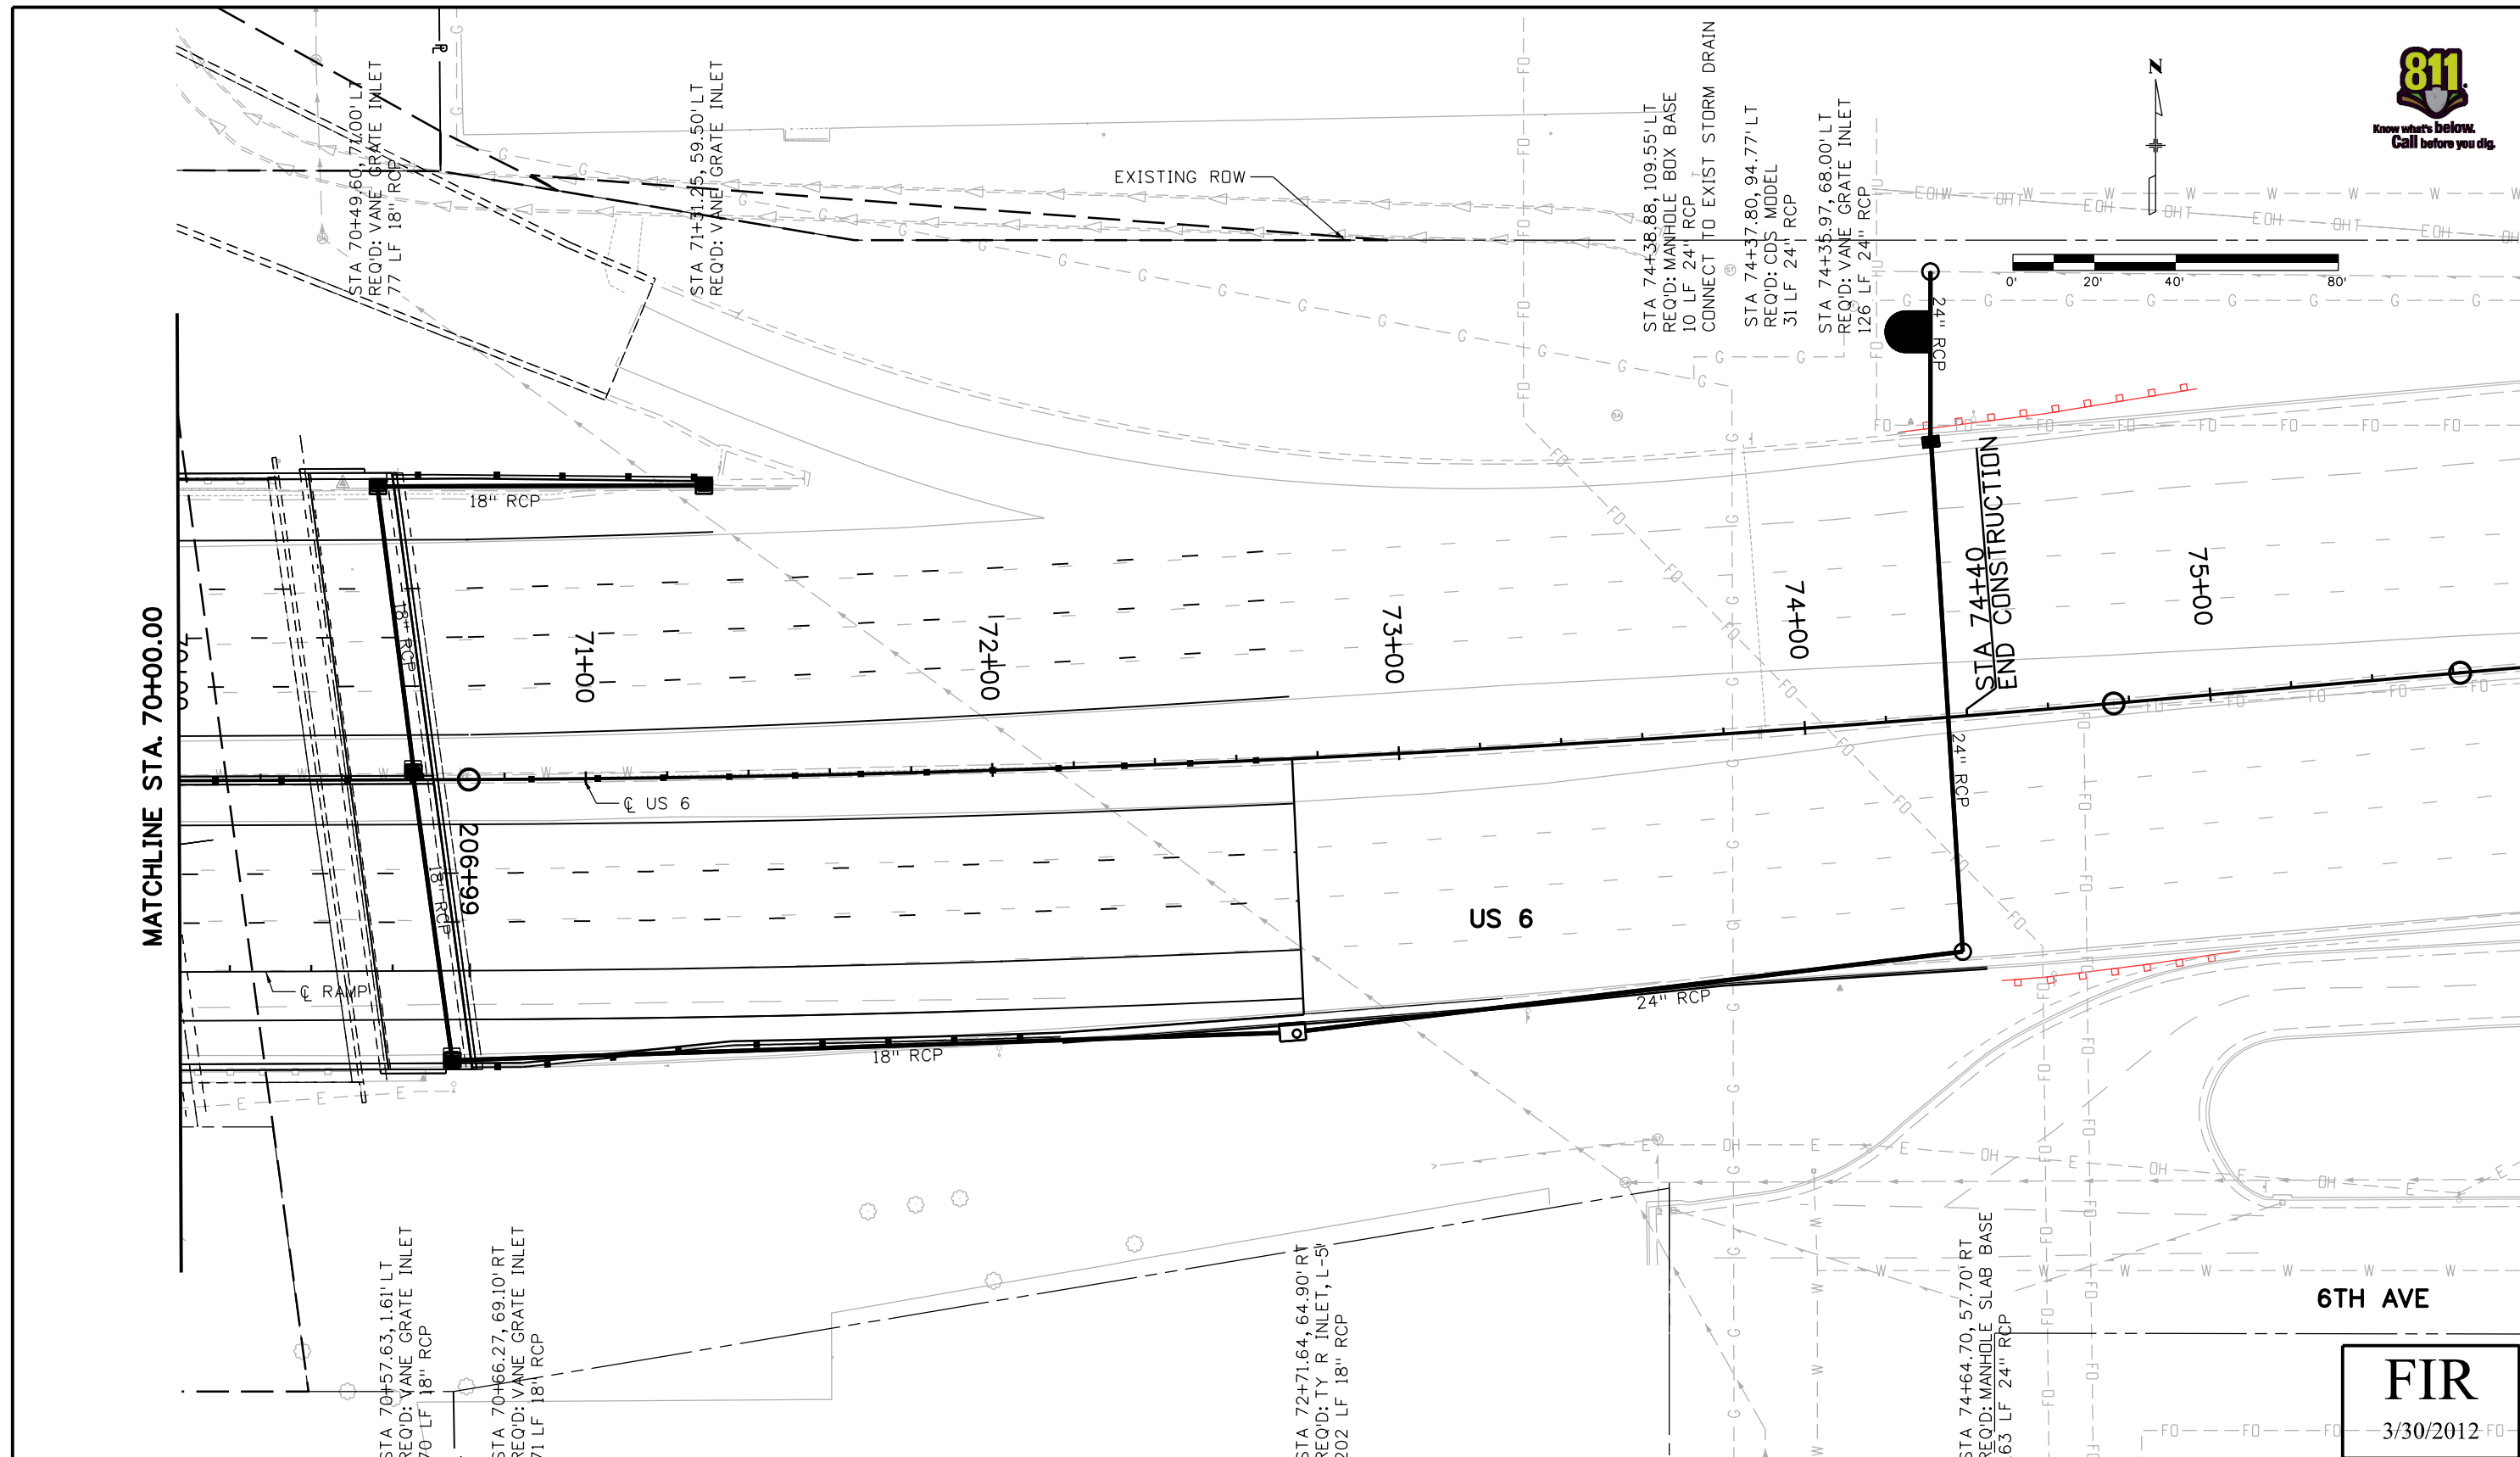 STA 70+49.60, 71.00' LT
REQ'D: VANE GRATE INLET
77 LF 18" RCP
STA 71+31.25, 59.50' LT
REQ'D: VANE GRATE INLET
EXISTING ROW
STA 74+38.88, 109.55' LT
REQ'D: MANHOLE BOX BASE
10 LF 24" RCP
CONNECT TO EXIST STORM DRAIN
STA 74+37.80, 94.77' LT
REQ'D: CDS MODEL
31 LF 24" RCP
STA 74+35.97, 68.00' LT
REQ'D: VANE GRATE INLET
126 LF 24" RCP
N
811
Know what's below.
Call before you dig.
0' 20' 40' 80'
24" RCP
18" RCP
18" RCP
MATCHLINE STA. 70+00.00
70+00
71+00
72+00
73+00
74+00
STA 74+40
END CONSTRUCTION
75+00
℄ US 6
206+99
18" RCP
24" RCP
US 6
℄ RAMP
18" RCP
24" RCP
STA 70+57.63, 1.61' LT
REQ'D: VANE GRATE INLET
70 LF 18" RCP
STA 70+66.27, 69.10' RT
REQ'D: VANE GRATE INLET
71 LF 18" RCP
STA 72+71.64, 64.90' RT
REQ'D: TY R INLET, L-5'
202 LF 18" RCP
STA 74+64.70, 57.70' RT
REQ'D: MANHOLE SLAB BASE
63 LF 24" RCP
6TH AVE
FIR
3/30/2012